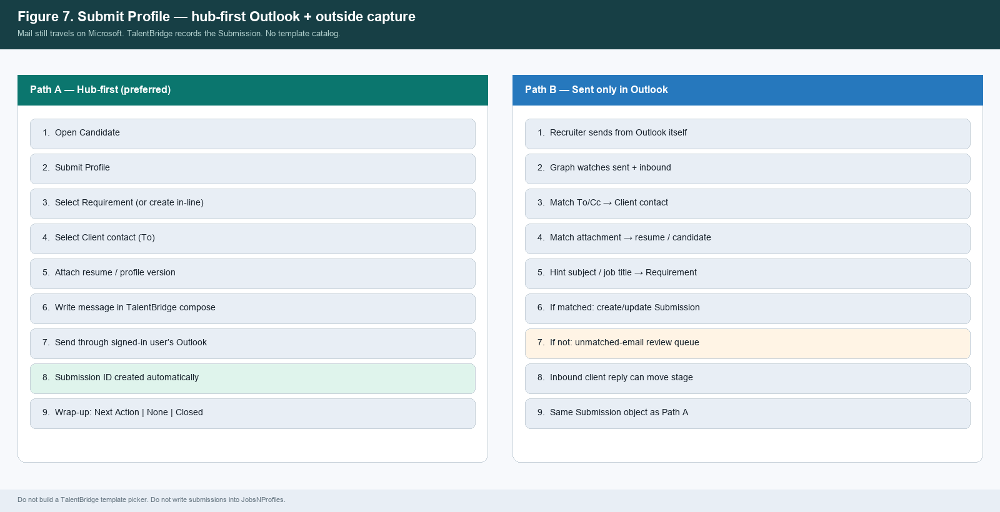 Figure 7. Submit Profile — hub-first Outlook + outside capture
Mail still travels on Microsoft. TalentBridge records the Submission. No template catalog.
Path A — Hub-first (preferred)
1. Open Candidate
2. Submit Profile
3. Select Requirement (or create in-line)
4. Select Client contact (To)
5. Attach resume / profile version
6. Write message in TalentBridge compose
7. Send through signed-in user’s Outlook
8. Submission ID created automatically
9. Wrap-up: Next Action | None | Closed
Path B — Sent only in Outlook
1. Recruiter sends from Outlook itself
2. Graph watches sent + inbound
3. Match To/Cc → Client contact
4. Match attachment → resume / candidate
5. Hint subject / job title → Requirement
6. If matched: create/update Submission
7. If not: unmatched-email review queue
8. Inbound client reply can move stage
9. Same Submission object as Path A
Do not build a TalentBridge template picker. Do not write submissions into JobsNProfiles.